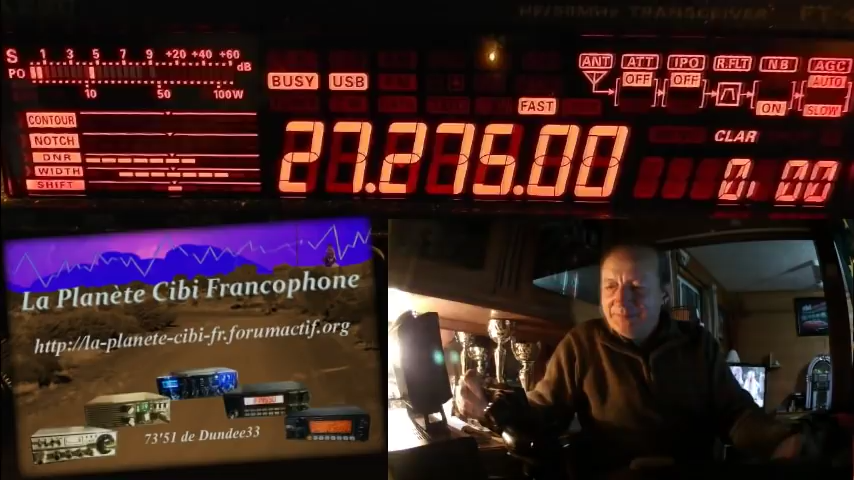 HF/50MHz TRANSCEIVER FT-
S 1 3 5 7 9 +20 +40 +60 dB
PO 10 50 100W
BUSY USB
ANT ATT IPO R.FLT NB AGC
OFF OFF AUTO
FAST ON SLOW
CONTOUR
NOTCH
DNR
WIDTH
SHIFT
27.275.00
CLAR
0.00
La Planète Cibi Francophone
http://la-planete-cibi-fr.forumactif.org
73'51 de Dundee33